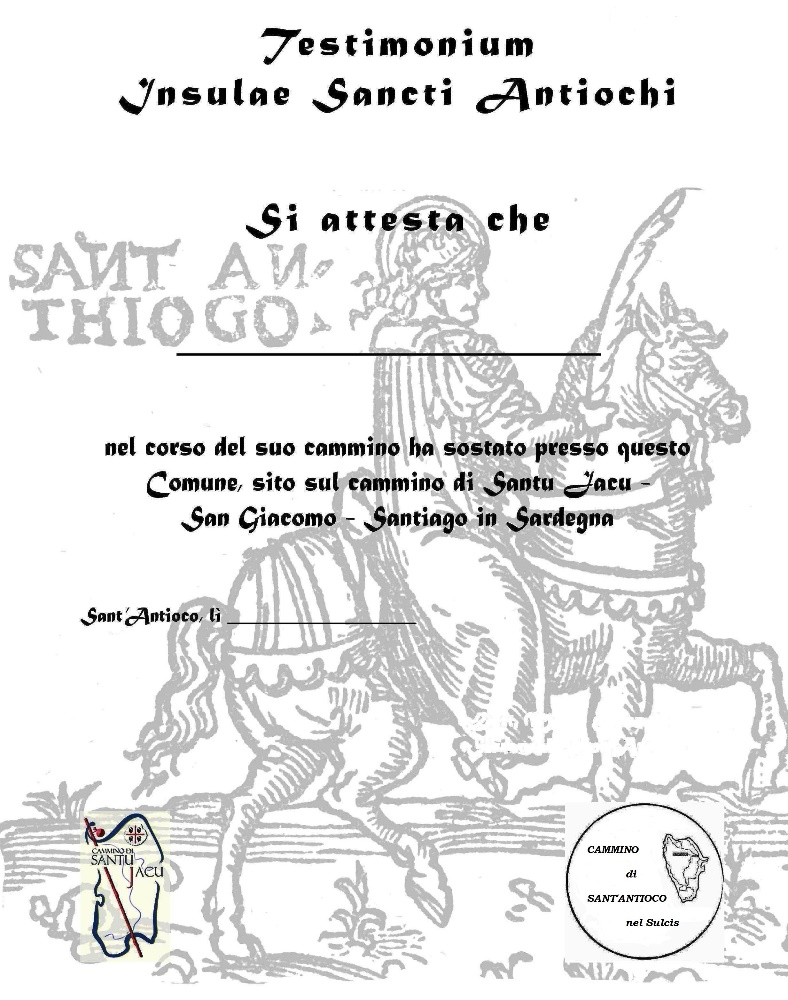 Testimonium
Insulae Sancti Antiochi
Si attesta che
SANT AN
THIOGO
nel corso del suo cammino ha sostato presso questo
Comune, sito sul cammino di Santu Jacu -
San Giacomo - Santiago in Sardegna
Sant'Antioco, lì
CAMMINO DI
SANTU
JACU
CAMMINO
di
SANT'ANTIOCO
nel Sulcis